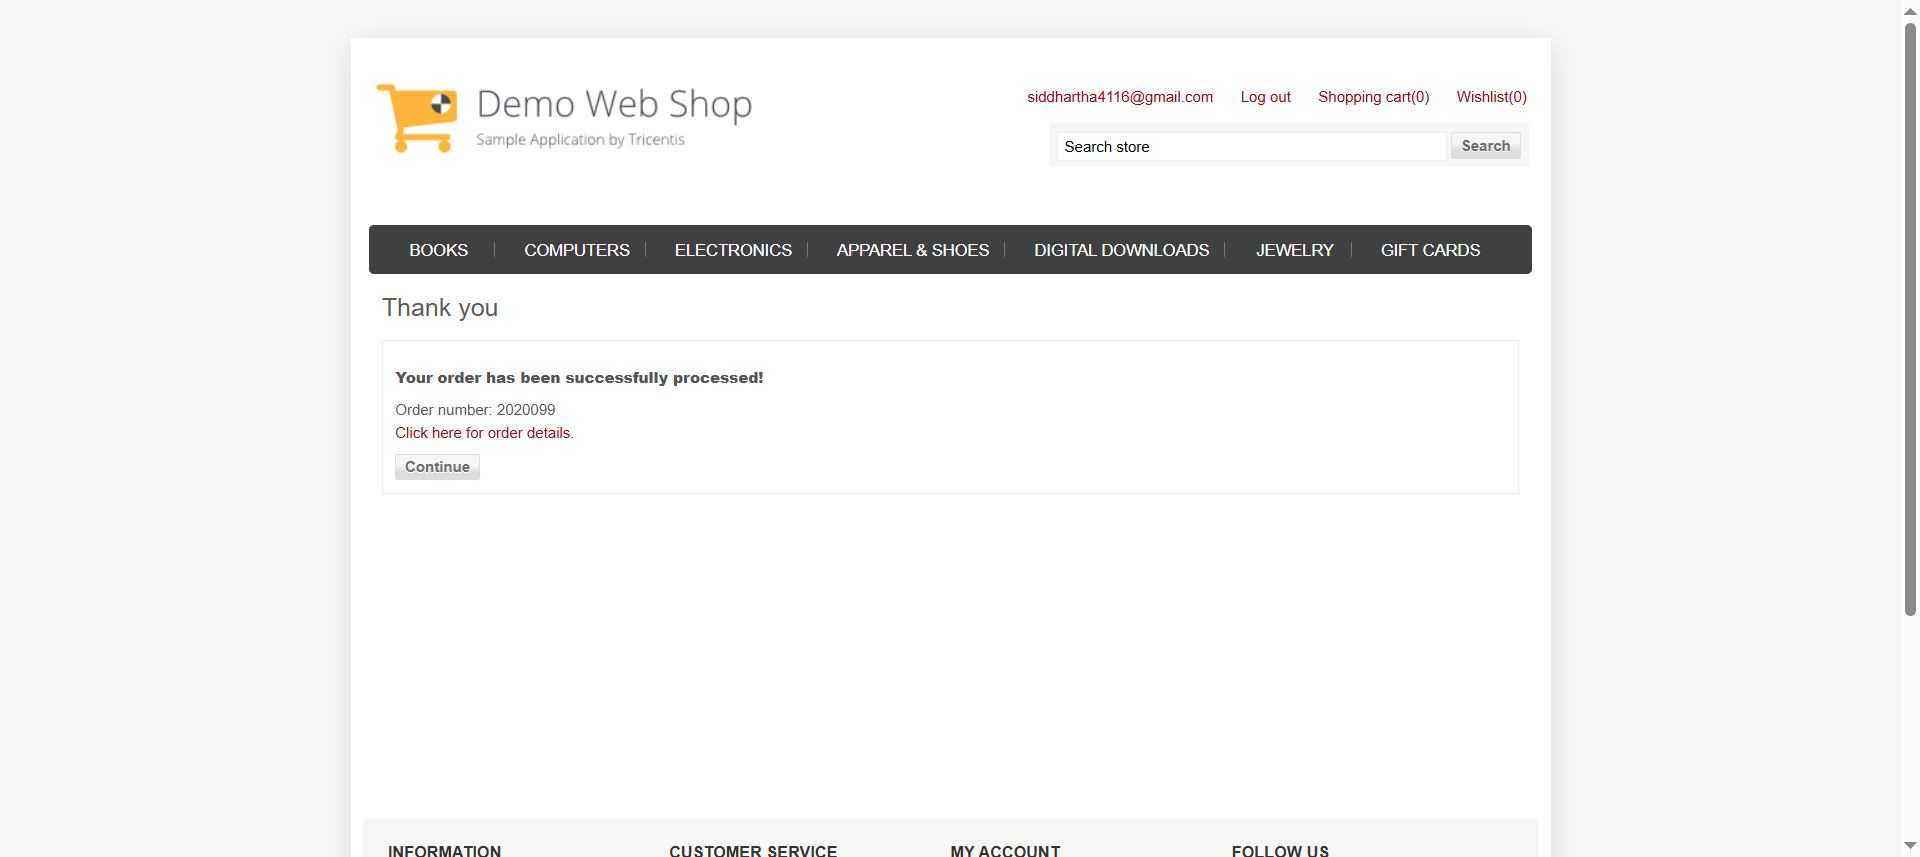 Demo Web Shop
Sample Application by Tricentis
siddhartha4116@gmail.com Log out Shopping cart(0) Wishlist(0)
Search store Search
BOOKS COMPUTERS ELECTRONICS APPAREL & SHOES DIGITAL DOWNLOADS JEWELRY GIFT CARDS
Thank you
Your order has been successfully processed!
Order number: 2020099
Click here for order details.
Continue
INFORMATION CUSTOMER SERVICE MY ACCOUNT FOLLOW US